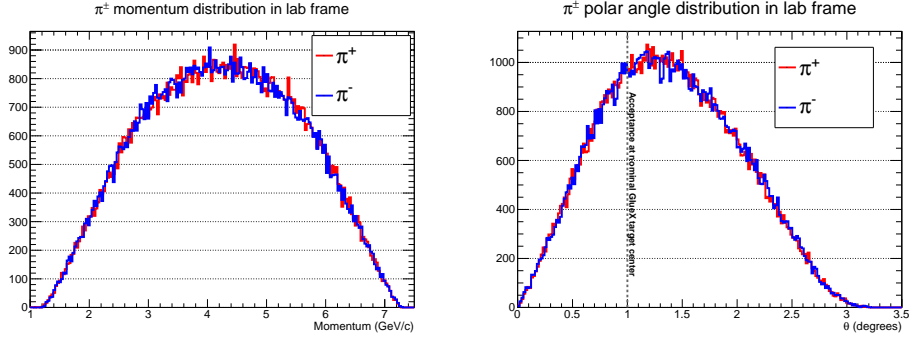 π± momentum distribution in lab frame
900
800
700
600
500
400
300
200
100
0
1 2 3 4 5 6 7
Momentum (GeV/c)
π+
π-
π± polar angle distribution in lab frame
1000
800
600
400
200
0
0 0.5 1 1.5 2 2.5 3 3.5
θ (degrees)
π+
π-
Acceptance at nominal GlueX target center